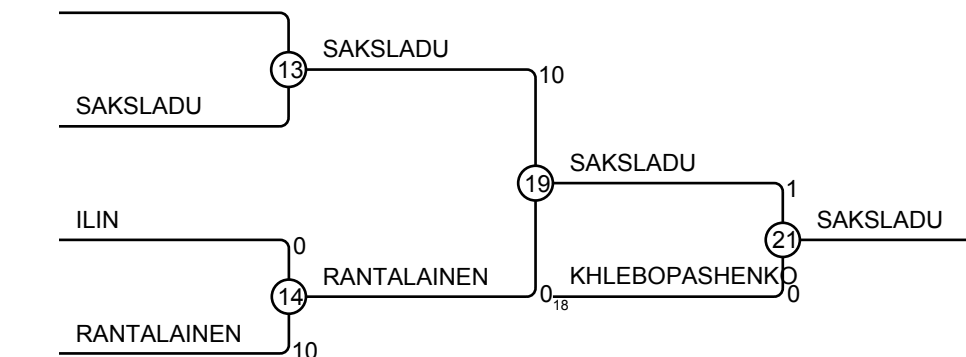 SAKSLADU
13
10
SAKSLADU
SAKSLADU
19
1
ILIN
SAKSLADU
21
0
RANTALAINEN
KHLEBOPASHENKO
14
0
18
0
RANTALAINEN
10